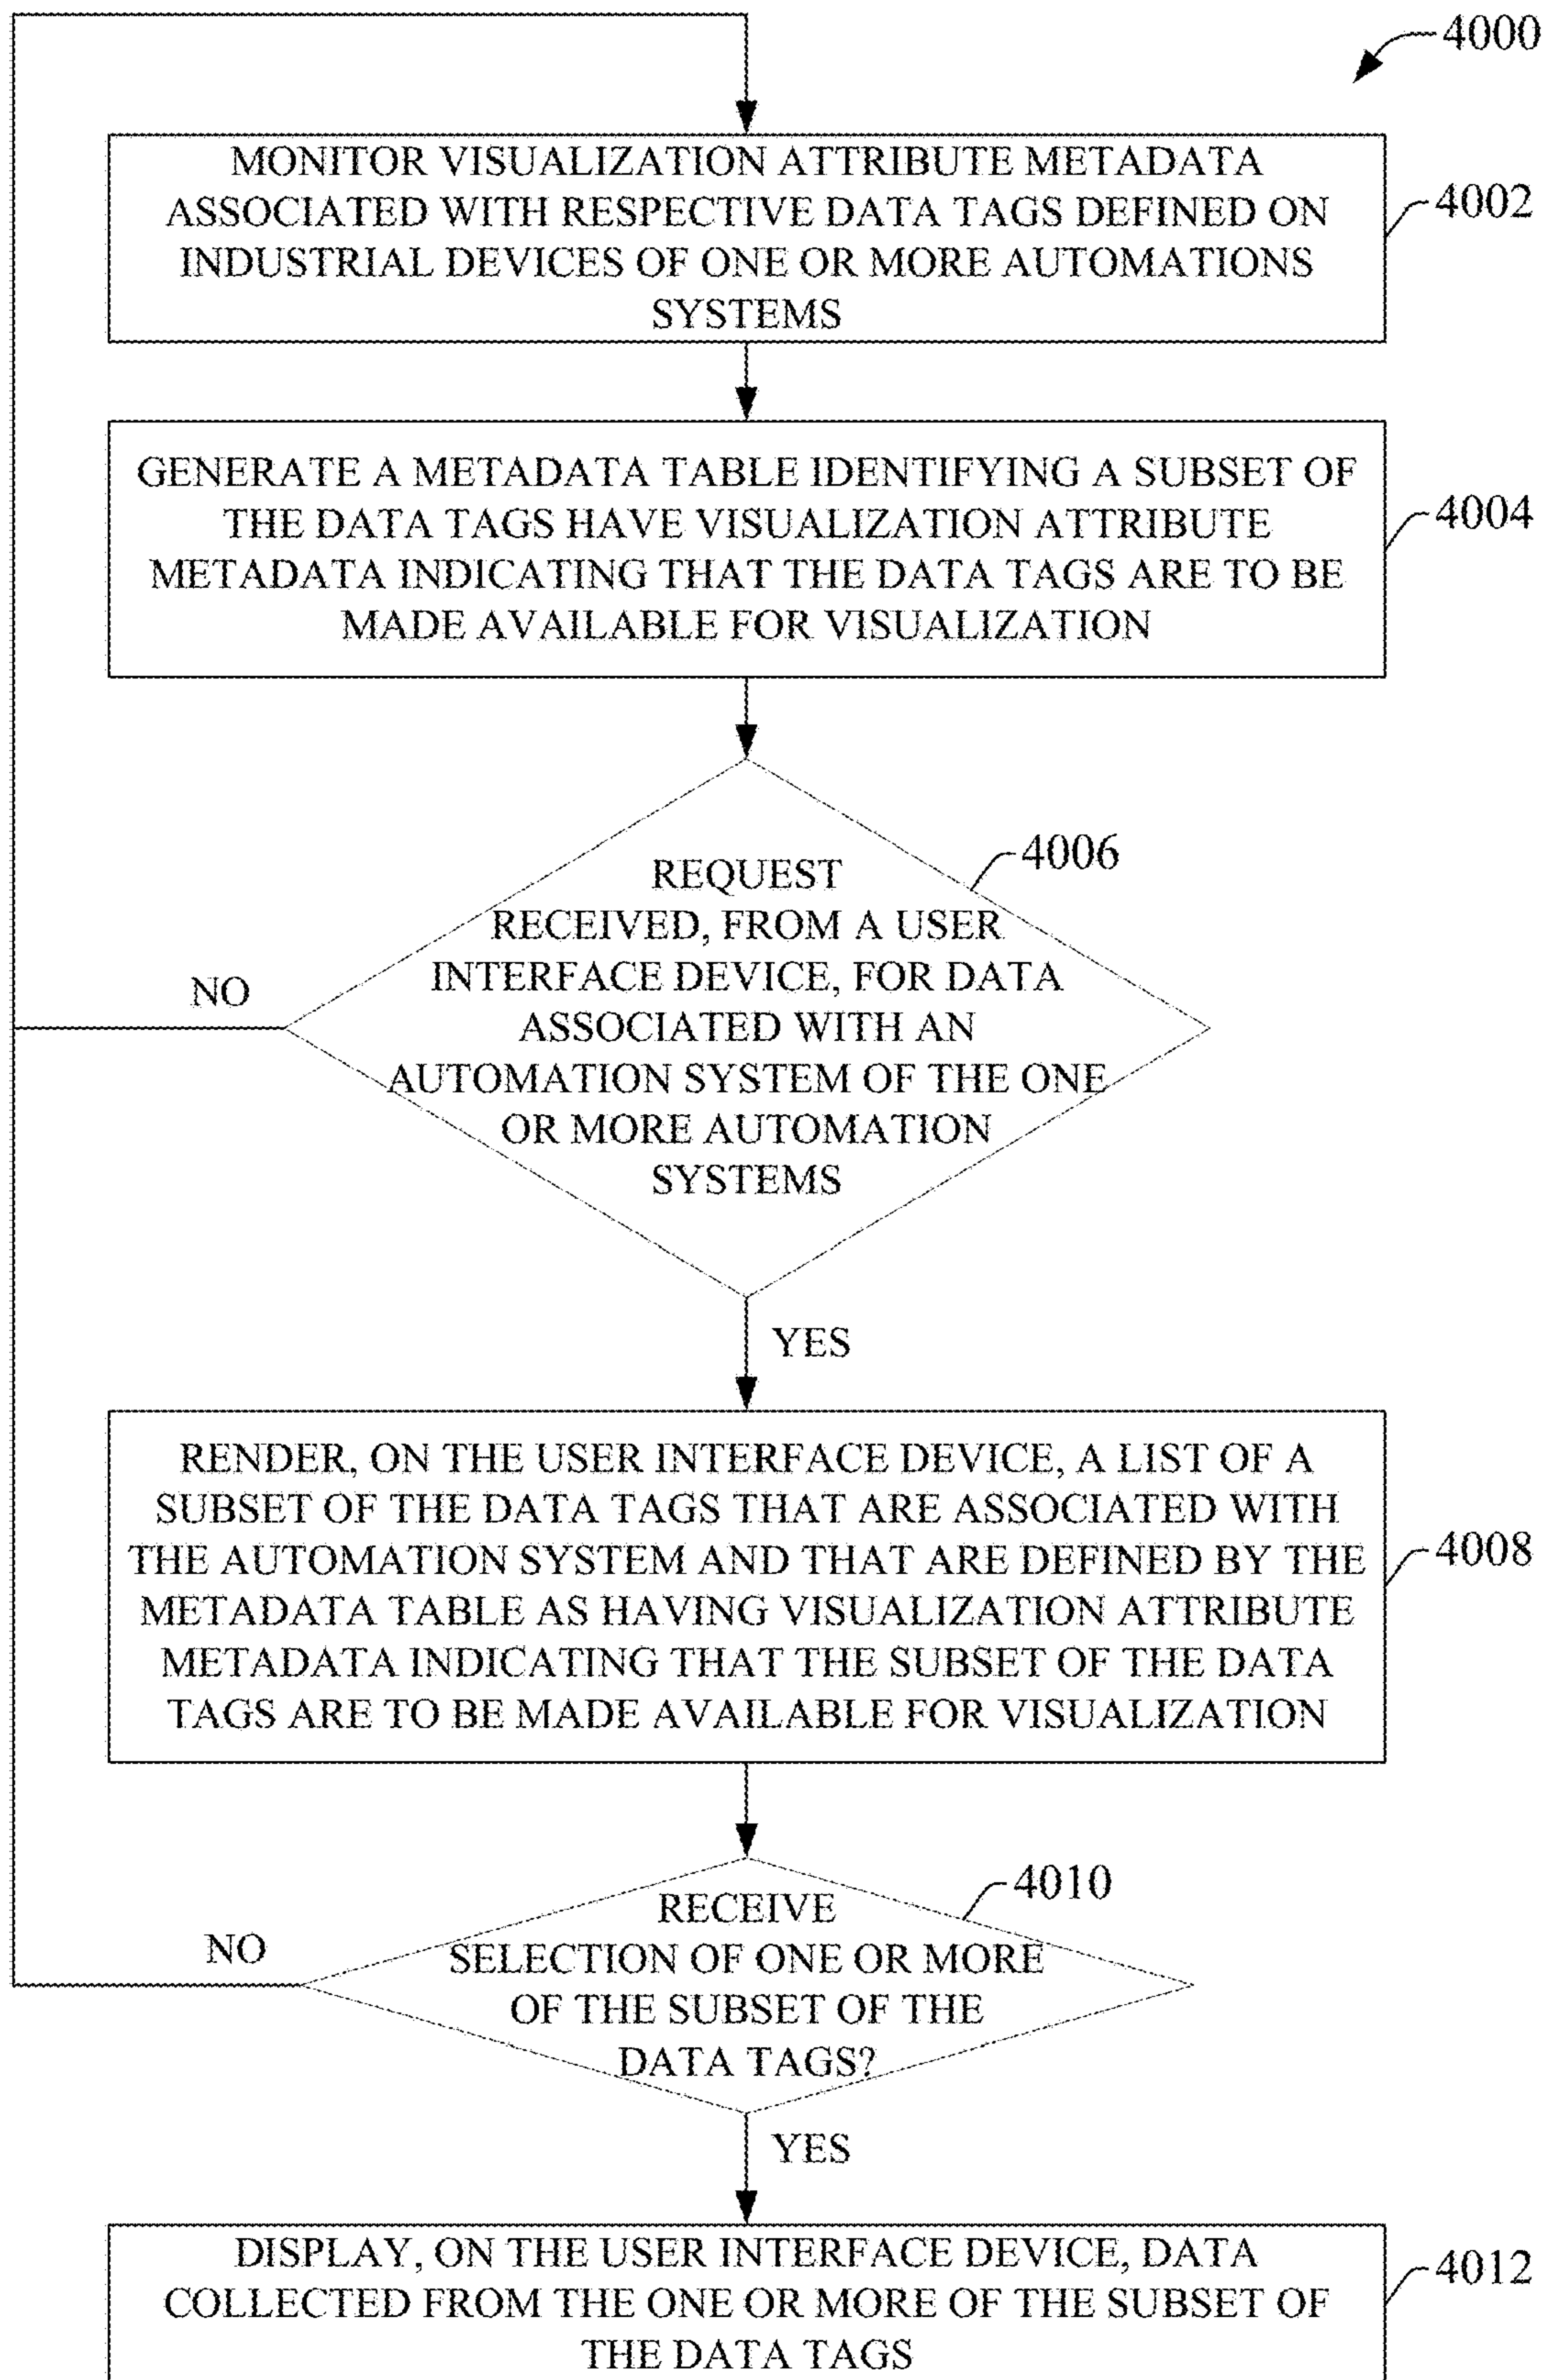 4000
MONITOR VISUALIZATION ATTRIBUTE METADATA
ASSOCIATED WITH RESPECTIVE DATA TAGS DEFINED ON
INDUSTRIAL DEVICES OF ONE OR MORE AUTOMATIONS
SYSTEMS
4002
GENERATE A METADATA TABLE IDENTIFYING A SUBSET OF
THE DATA TAGS HAVE VISUALIZATION ATTRIBUTE
METADATA INDICATING THAT THE DATA TAGS ARE TO BE
MADE AVAILABLE FOR VISUALIZATION
4004
REQUEST
RECEIVED, FROM A USER
INTERFACE DEVICE, FOR DATA
ASSOCIATED WITH AN
AUTOMATION SYSTEM OF THE ONE
OR MORE AUTOMATION
SYSTEMS
4006
NO
YES
RENDER, ON THE USER INTERFACE DEVICE, A LIST OF A
SUBSET OF THE DATA TAGS THAT ARE ASSOCIATED WITH
THE AUTOMATION SYSTEM AND THAT ARE DEFINED BY THE
METADATA TABLE AS HAVING VISUALIZATION ATTRIBUTE
METADATA INDICATING THAT THE SUBSET OF THE DATA
TAGS ARE TO BE MADE AVAILABLE FOR VISUALIZATION
4008
RECEIVE
SELECTION OF ONE OR MORE
OF THE SUBSET OF THE
DATA TAGS?
4010
NO
YES
DISPLAY, ON THE USER INTERFACE DEVICE, DATA
COLLECTED FROM THE ONE OR MORE OF THE SUBSET OF
THE DATA TAGS
4012